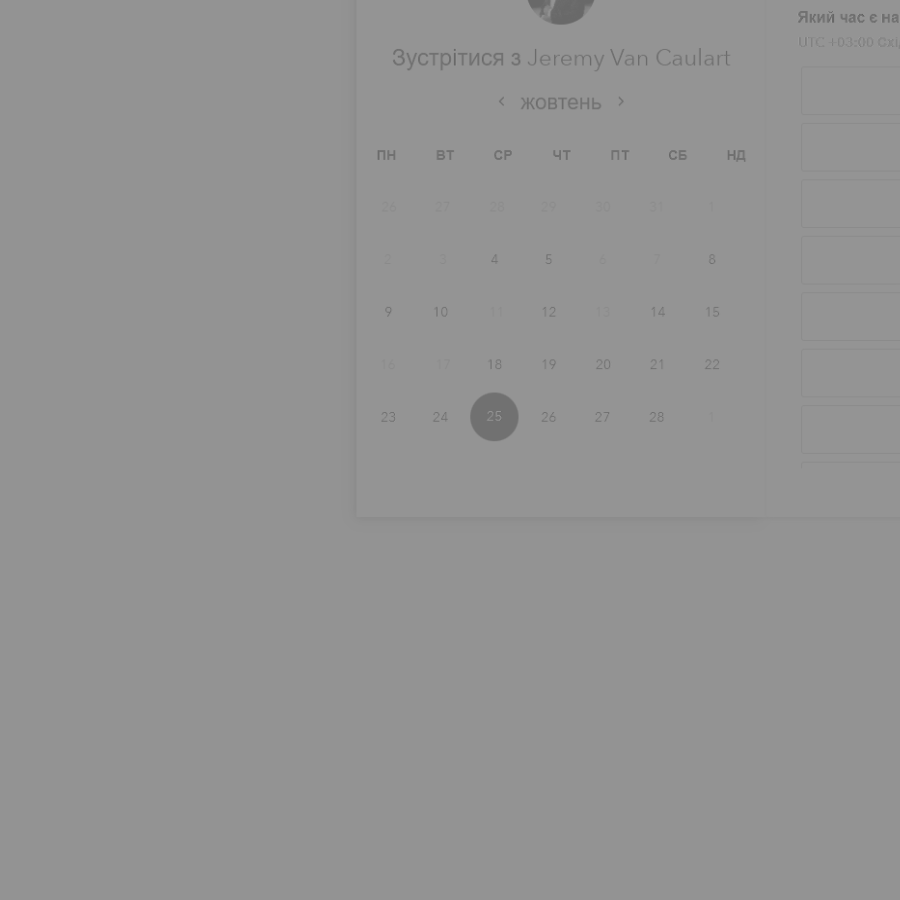 Зустрітися з Jeremy Van Caulart
жовтень
ПН ВТ СР ЧТ ПТ СБ НД
26 27 28 29 30 31 1
2 3 4 5 6 7 8
9 10 11 12 13 14 15
16 17 18 19 20 21 22
23 24 25 26 27 28 1
Який час є на
UTC +03:00 Схі